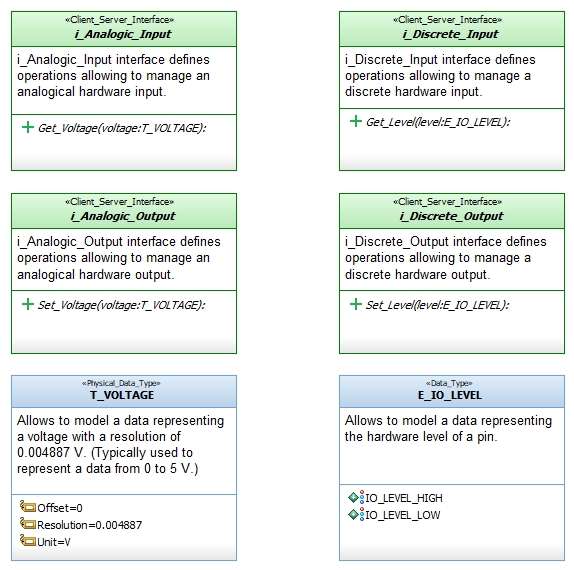 «Client_Server_Interface»
i_Analogic_Input
i_Analogic_Input interface defines
operations allowing to manage an
analogical hardware input.
Get_Voltage(voltage:T_VOLTAGE):
«Client_Server_Interface»
i_Discrete_Input
i_Discrete_Input interface defines
operations allowing to manage a
discrete hardware input.
Get_Level(level:E_IO_LEVEL):
«Client_Server_Interface»
i_Analogic_Output
i_Analogic_Output interface defines
operations allowing to manage an
analogical hardware output.
Set_Voltage(voltage:T_VOLTAGE):
«Client_Server_Interface»
i_Discrete_Output
i_Discrete_Output interface defines
operations allowing to manage a
discrete hardware output.
Set_Level(level:E_IO_LEVEL):
«Physical_Data_Type»
T_VOLTAGE
Allows to model a data representing
a voltage with a resolution of
0.004887 V. (Typically used to
represent a data from 0 to 5 V.)
Offset=0
Resolution=0.004887
Unit=V
«Data_Type»
E_IO_LEVEL
Allows to model a data representing
the hardware level of a pin.
IO_LEVEL_HIGH
IO_LEVEL_LOW